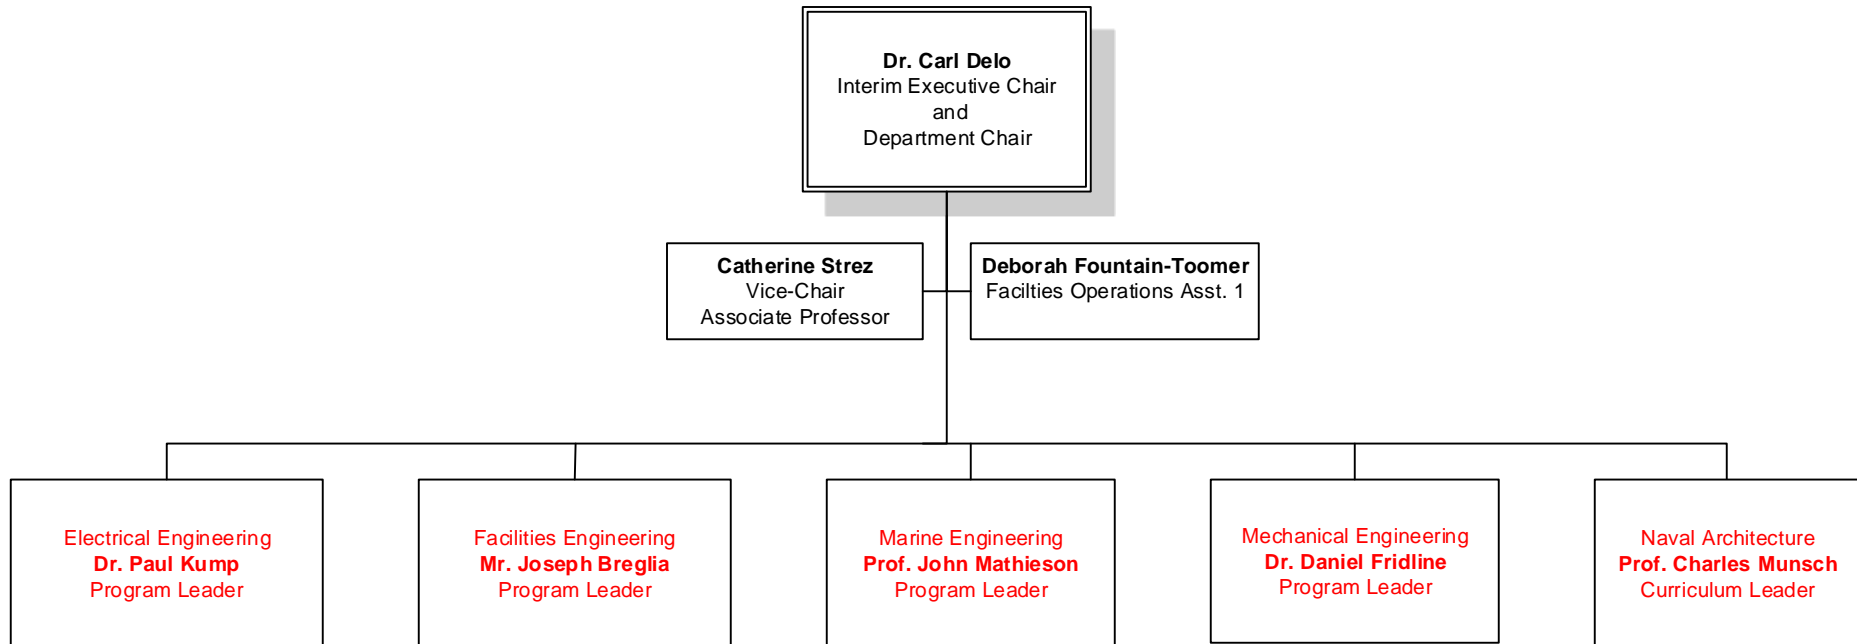 Dr. Carl Delo
Interim Executive Chair
and
Department Chair
Catherine Strez
Vice-Chair
Associate Professor
Deborah Fountain-Toomer
Facilties Operations Asst. 1
Electrical Engineering
Dr. Paul Kump
Program Leader
Facilities Engineering
Mr. Joseph Breglia
Program Leader
Marine Engineering
Prof. John Mathieson
Program Leader
Mechanical Engineering
Dr. Daniel Fridline
Program Leader
Naval Architecture
Prof. Charles Munsch
Curriculum Leader